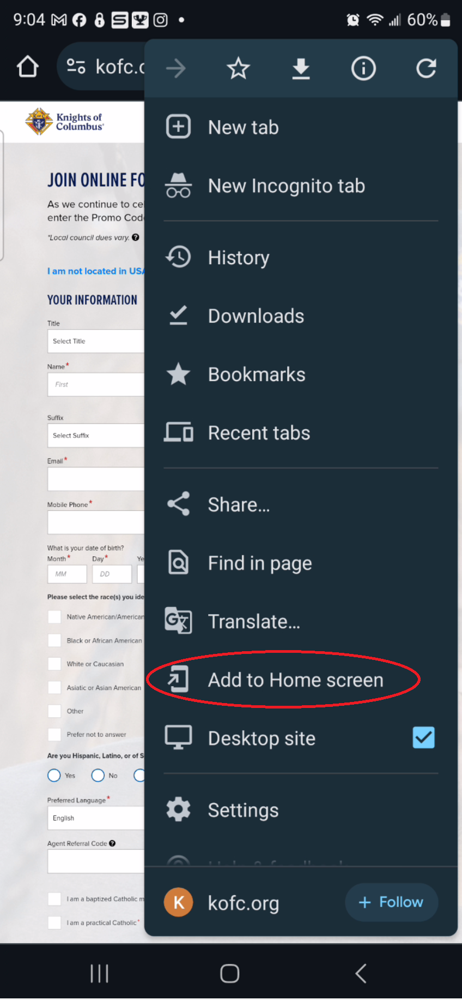 9:04
60%
kofc.o
Knights of
Columbus
New tab
New Incognito tab
History
Downloads
Bookmarks
Recent tabs
Share...
Find in page
Translate...
Add to Home screen
Desktop site
Settings
Help & feedback
K kofc.org + Follow
JOIN ONLINE FO
As we continue to cel
enter the Promo Code
*Local council dues vary. ?
I am not located in USA
YOUR INFORMATION
Title
Select Title
Name*
First
Suffix
Select Suffix
Email*
Mobile Phone*
What is your date of birth?
Month* Day* Ye
MM DD
Please select the race(s) you ide
Native American/American
Black or African American
White or Caucasian
Asiatic or Asian American
Other
Prefer not to answer
Are you Hispanic, Latino, or of S
Yes No
Preferred Language*
English
Agent Referral Code ?
I am a baptized Catholic m
I am a practical Catholic*